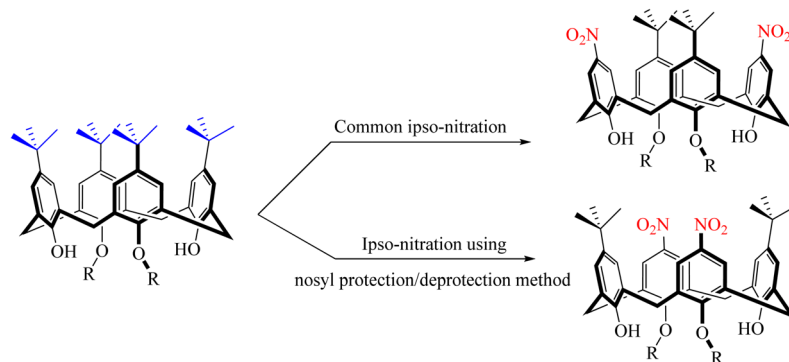 O₂N NO₂
OH O O HO
R R
Common ipso-nitration
OH O O HO
R R
Ipso-nitration using
nosyl protection/deprotection method
O₂N NO₂
OH O O HO
R R